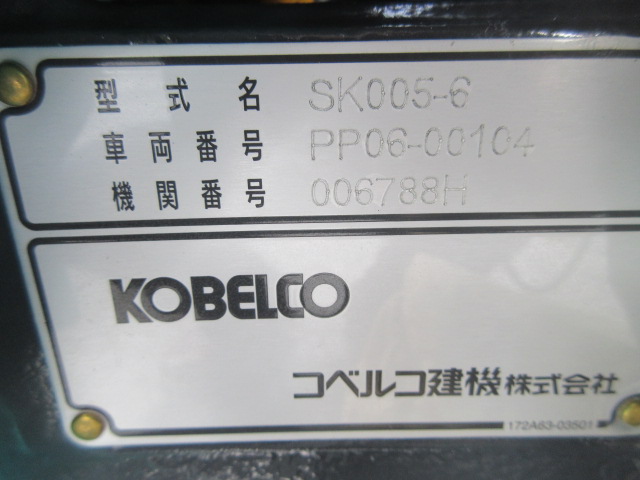 型式名 SK005-6
車両番号 PP06-00104
機関番号 006788H
KOBELCO
コベルコ建機株式会社
172A63-03501